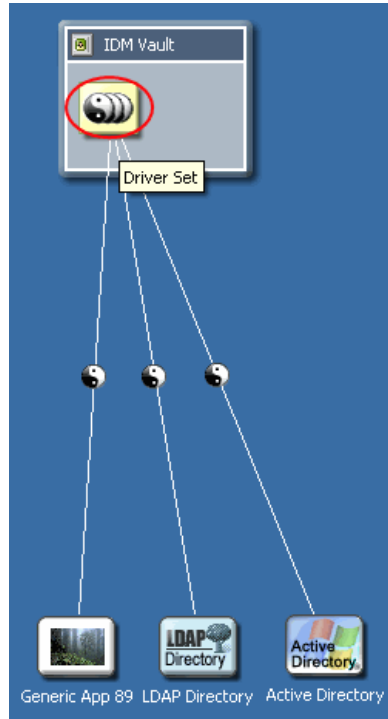 IDM Vault
Driver Set
LDAP
Directory
Active
Directory
Generic App 89
LDAP Directory
Active Directory